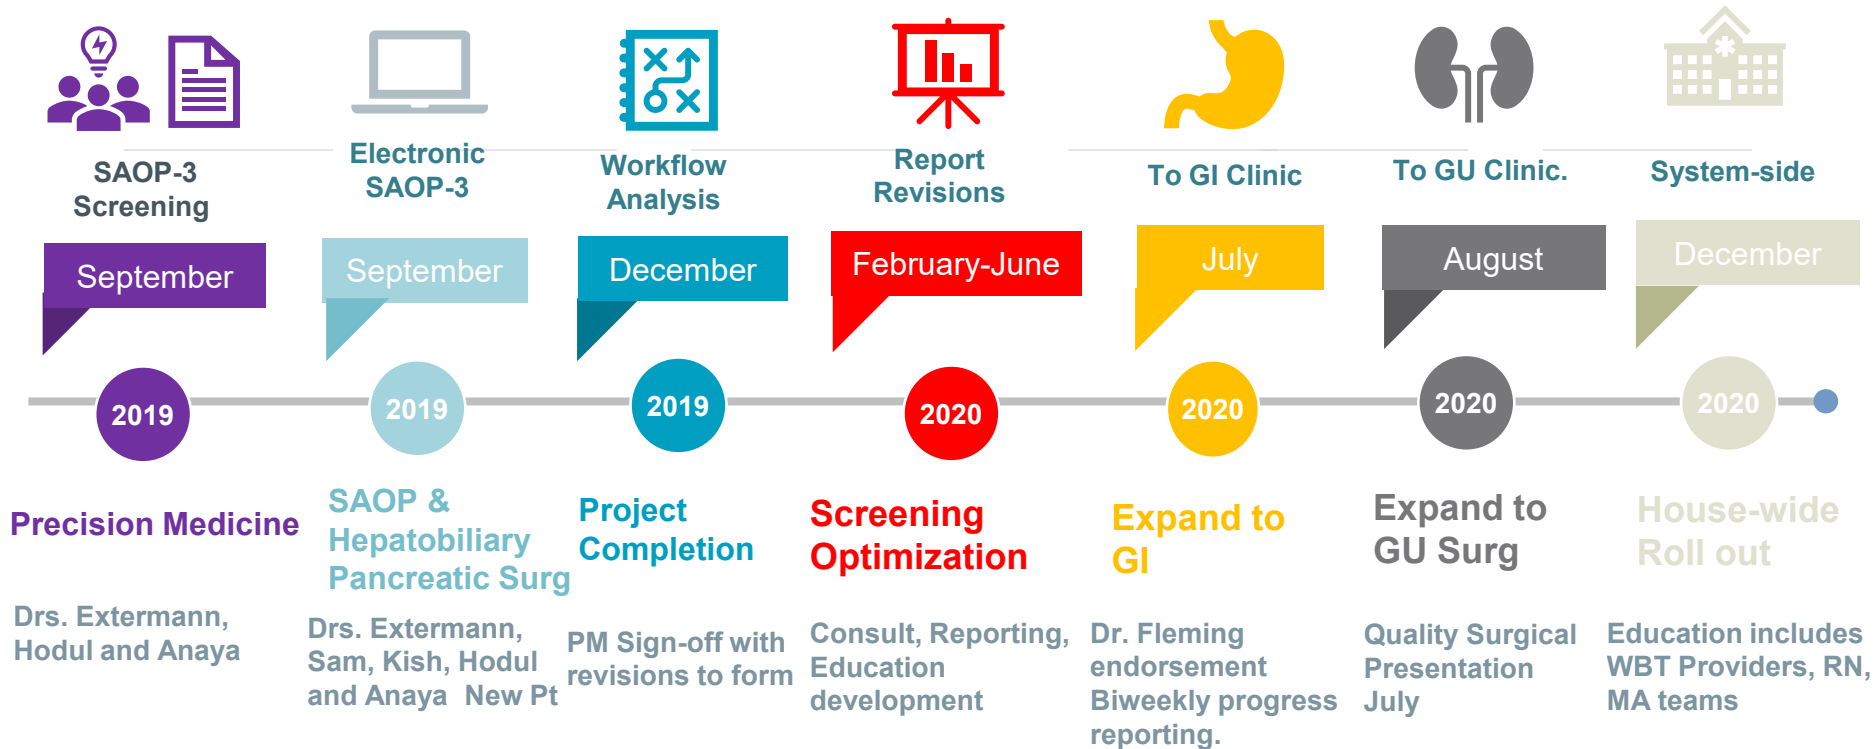 SAOP-3
Screening
September
2019
Precision Medicine
Drs. Extermann,
Hodul and Anaya
Electronic
SAOP-3
September
2019
SAOP &
Hepatobiliary
Pancreatic Surg
Drs. Extermann,
Sam, Kish, Hodul
and Anaya  New Pt
Workflow
Analysis
December
2019
Project
Completion
PM Sign-off with
revisions to form
Report
Revisions
February-June
2020
Screening
Optimization
Consult, Reporting,
Education
development
To GI Clinic
July
2020
Expand to
GI
Dr. Fleming
endorsement
Biweekly progress
reporting.
To GU Clinic.
August
2020
Expand to
GU Surg
Quality Surgical
Presentation
July
System-side
December
2020
House-wide
Roll out
Education includes
WBT Providers, RN,
MA teams